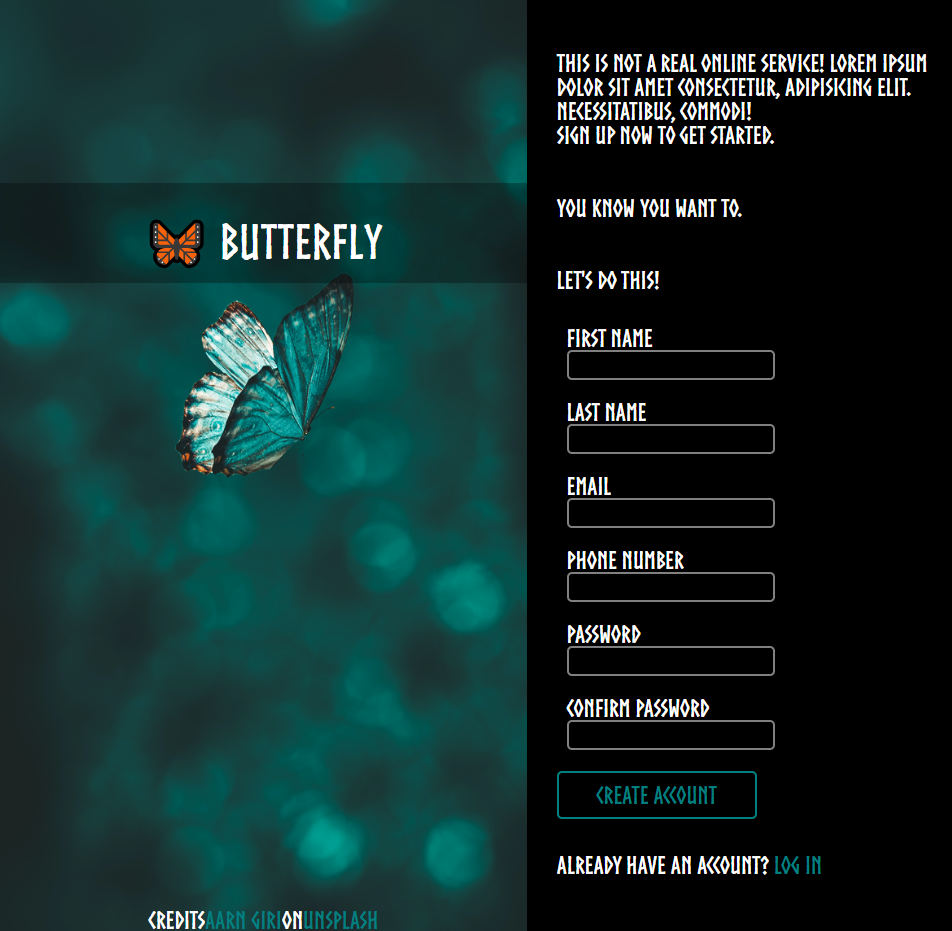 BUTTERFLY
CREDITSAARN GIRIONUNSPLASH
THIS IS NOT A REAL ONLINE SERVICE! LOREM IPSUM
DOLOR SIT AMET CONSECTETUR, ADIPISICING ELIT.
NECESSITATIBUS, COMMODI!
SIGN UP NOW TO GET STARTED.
YOU KNOW YOU WANT TO.
LET'S DO THIS!
FIRST NAME
LAST NAME
EMAIL
PHONE NUMBER
PASSWORD
CONFIRM PASSWORD
CREATE ACCOUNT
ALREADY HAVE AN ACCOUNT? LOG IN